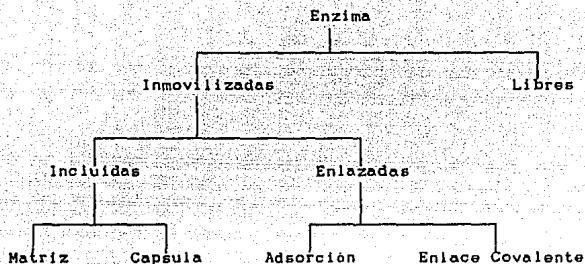 Enzima
Inmovilizadas Libres
Incluidas Enlazadas
Matriz Capsula Adsorción Enlace Covalente